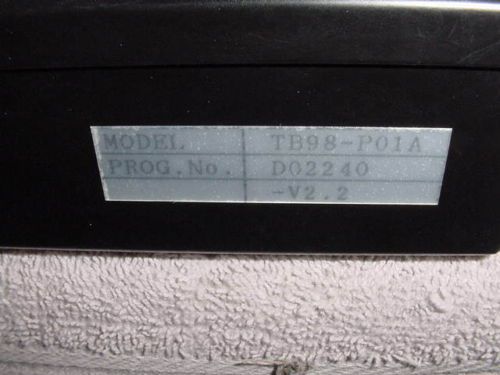 MODEL TB98-P01A
PROG.No. D02240
-V2.2